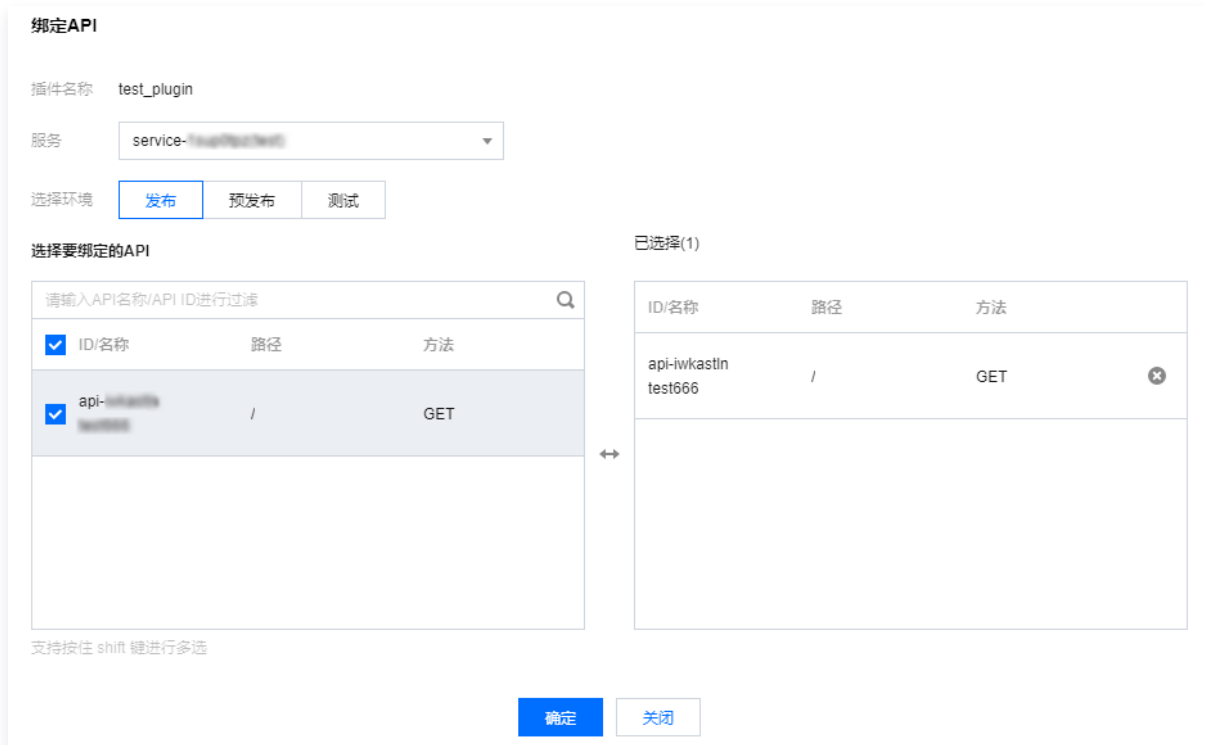 绑定API
插件名称 test_plugin
服务 service-
选择环境 发布 预发布 测试
选择要绑定的API
已选择(1)
请输入API名称/API ID进行过滤
ID/名称 路径 方法
api-
/ GET
ID/名称 路径 方法
api-iwkastln
test666
/ GET
支持按住 shift 键进行多选
确定 关闭